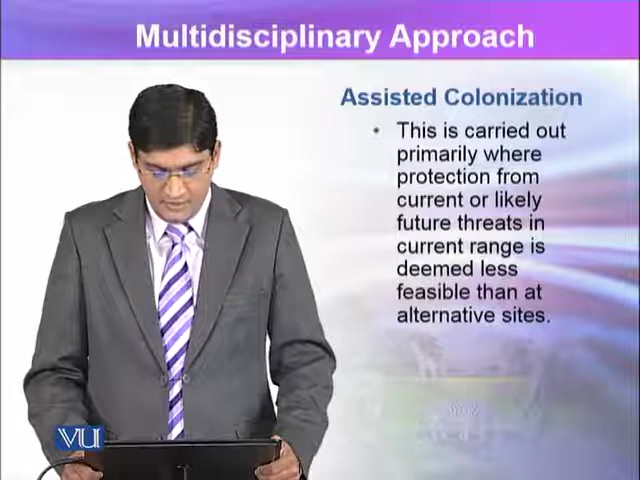 Multidisciplinary Approach
Assisted Colonization
• This is carried out
primarily where
protection from
current or likely
future threats in
current range is
deemed less
feasible than at
alternative sites.
VU